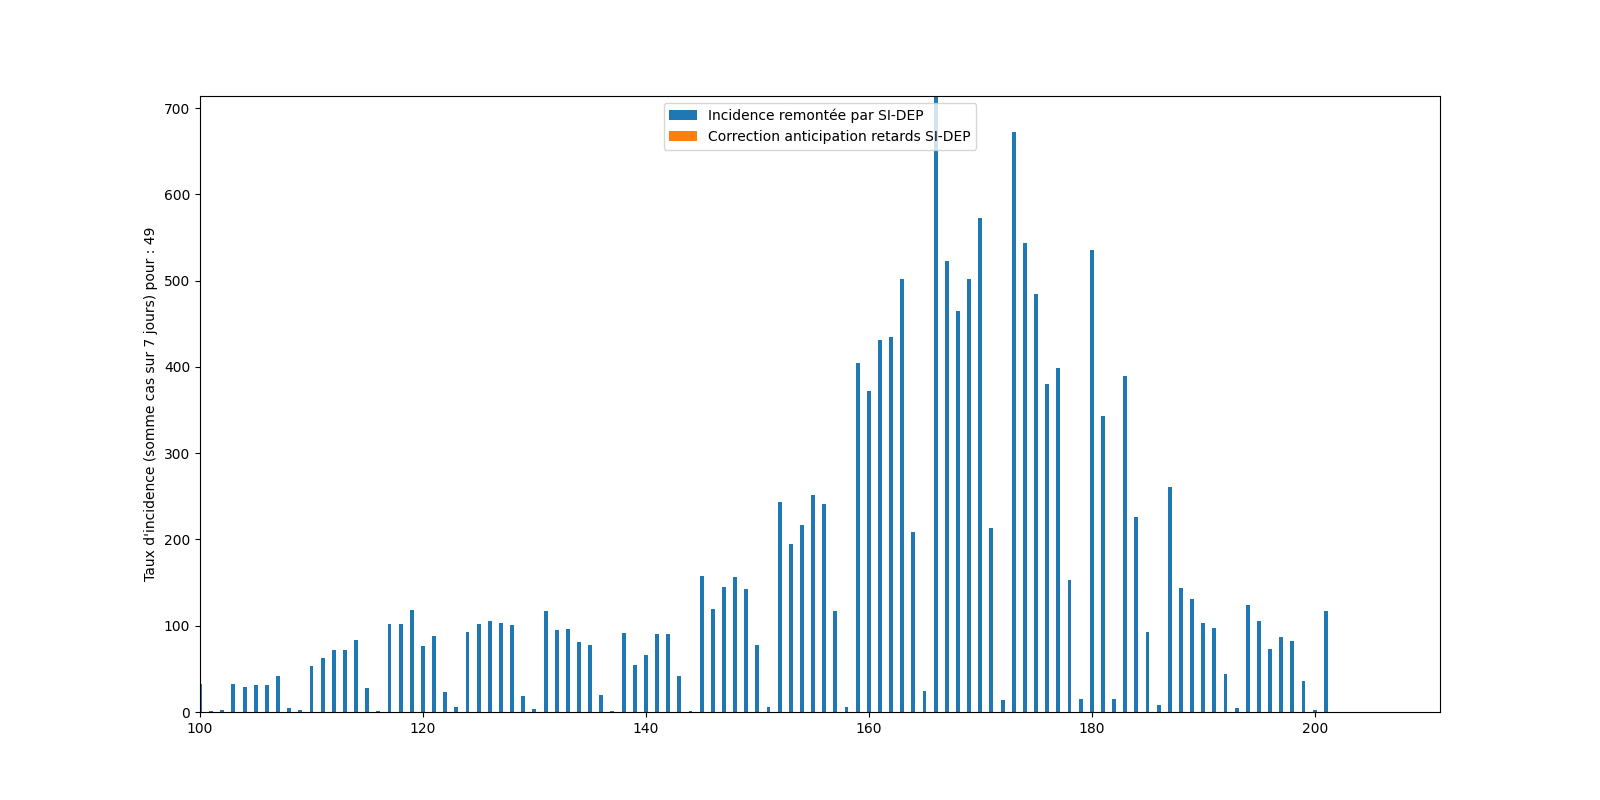 Incidence remontée par SI-DEP
Correction anticipation retards SI-DEP
Taux d'incidence (somme cas sur 7 jours) pour : 49
700
600
500
400
300
200
100
0
100 120 140 160 180 200